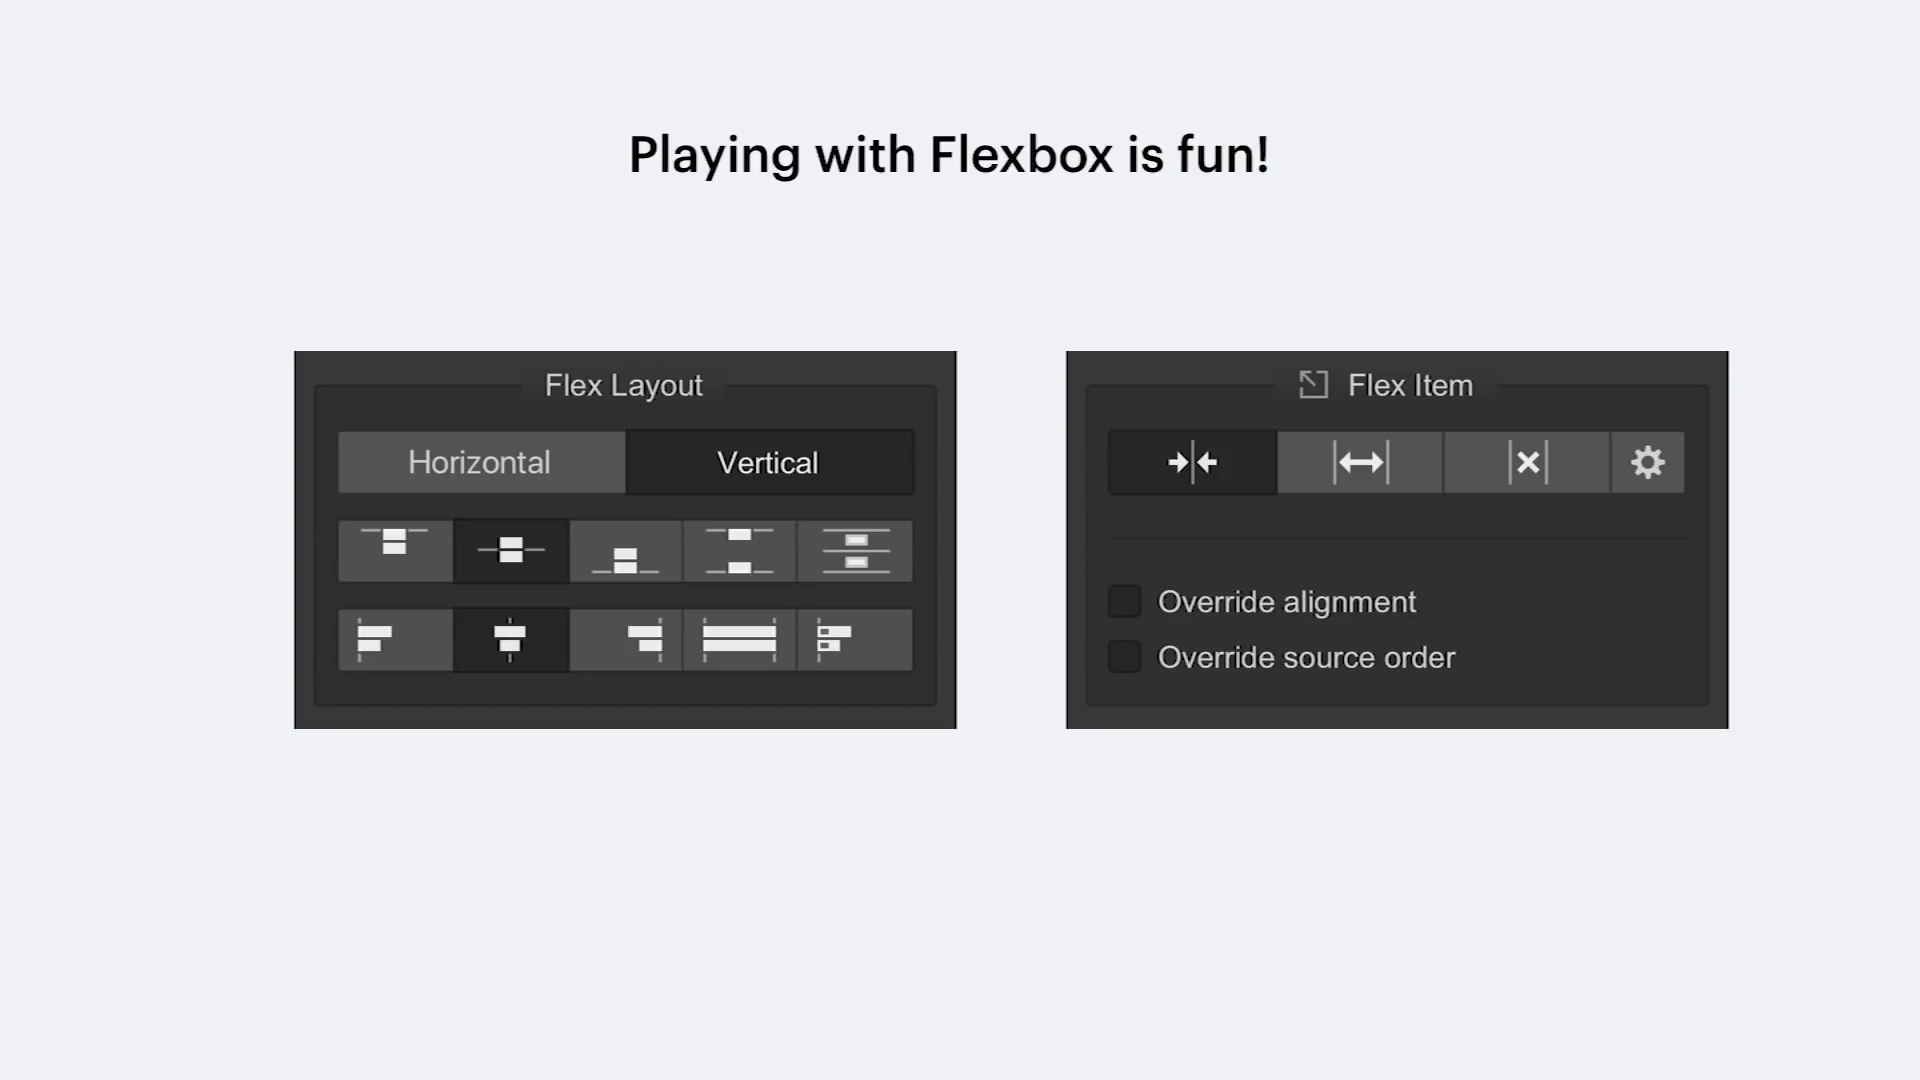 Playing with Flexbox is fun!
Flex Layout
Horizontal
Vertical
Flex Item
Override alignment
Override source order